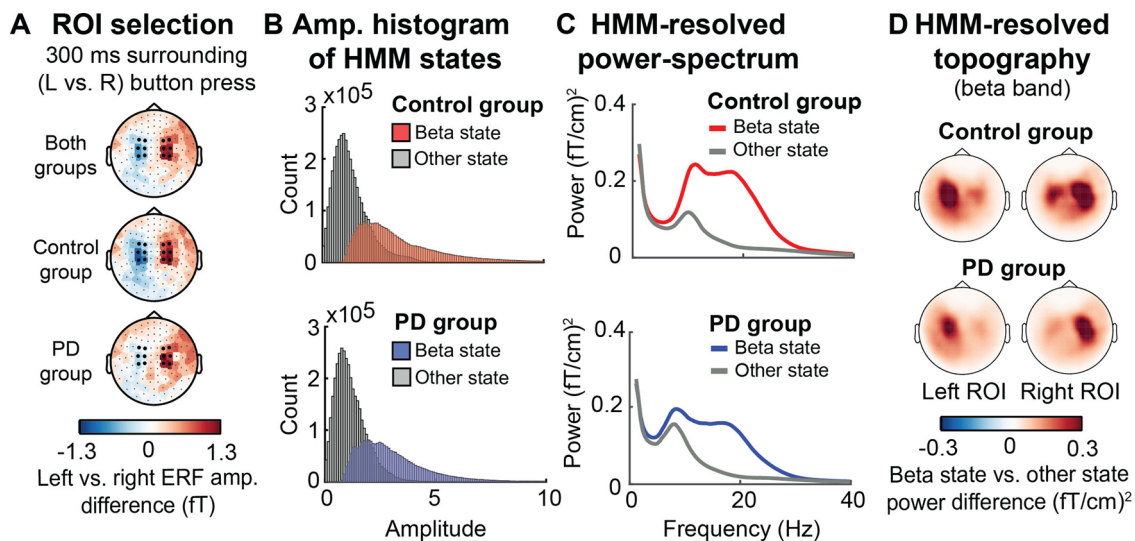 A ROI selection
300 ms surrounding
(L vs. R) button press
Both
groups
Control
group
PD
group
-1.3 0 1.3
Left vs. right ERF amp.
difference (fT)
B Amp. histogram
of HMM states
x10⁵
3
2
1
0
Count
Control group
Beta state
Other state
x10⁵
3
2
1
0
Count
PD group
Beta state
Other state
0 5 10
Amplitude
C HMM-resolved
power-spectrum
0.4
0.2
0
Power (fT/cm)²
Control group
Beta state
Other state
0.4
0.2
0
Power (fT/cm)²
PD group
Beta state
Other state
0 20 40
Frequency (Hz)
D HMM-resolved
topography
(beta band)
Control group
PD group
Left ROI Right ROI
-0.3 0 0.3
Beta state vs. other state
power difference (fT/cm)²